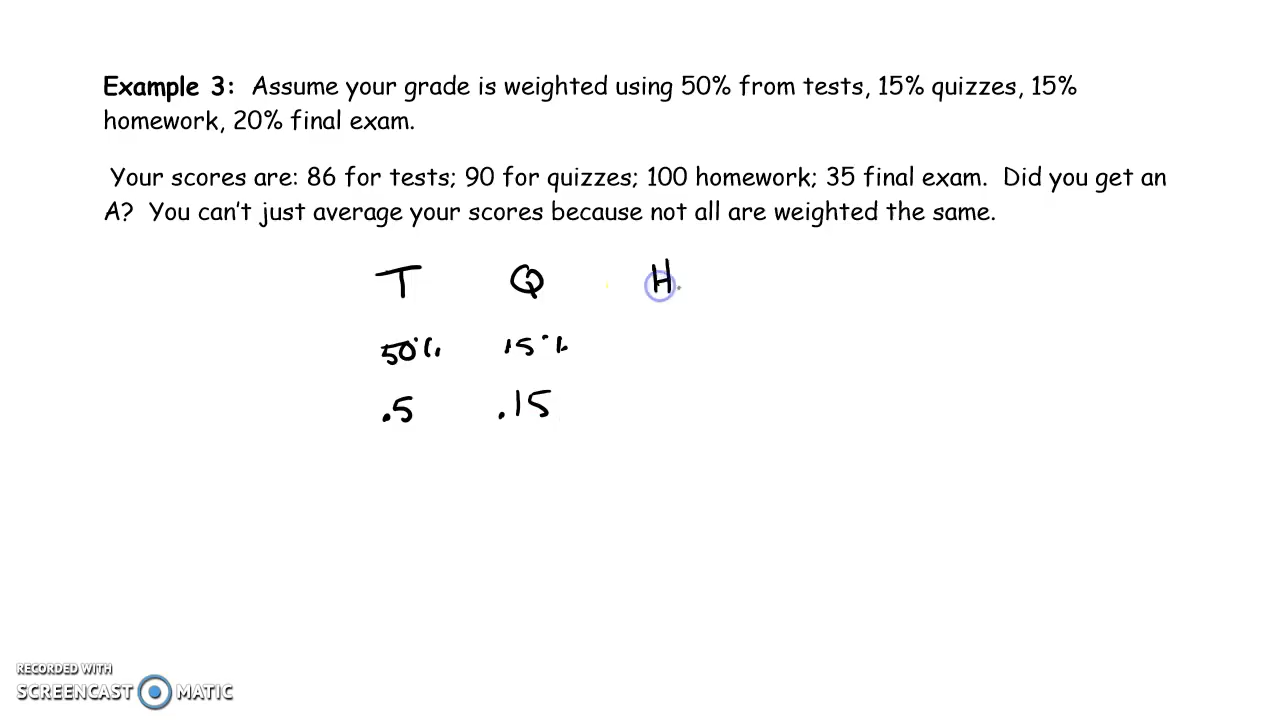 Example 3: Assume your grade is weighted using 50% from tests, 15% quizzes, 15%
homework, 20% final exam.
Your scores are: 86 for tests; 90 for quizzes; 100 homework; 35 final exam. Did you get an
A? You can't just average your scores because not all are weighted the same.
T Q H
50% 15%
.5 .15
RECORDED WITH
SCREENCAST MATIC